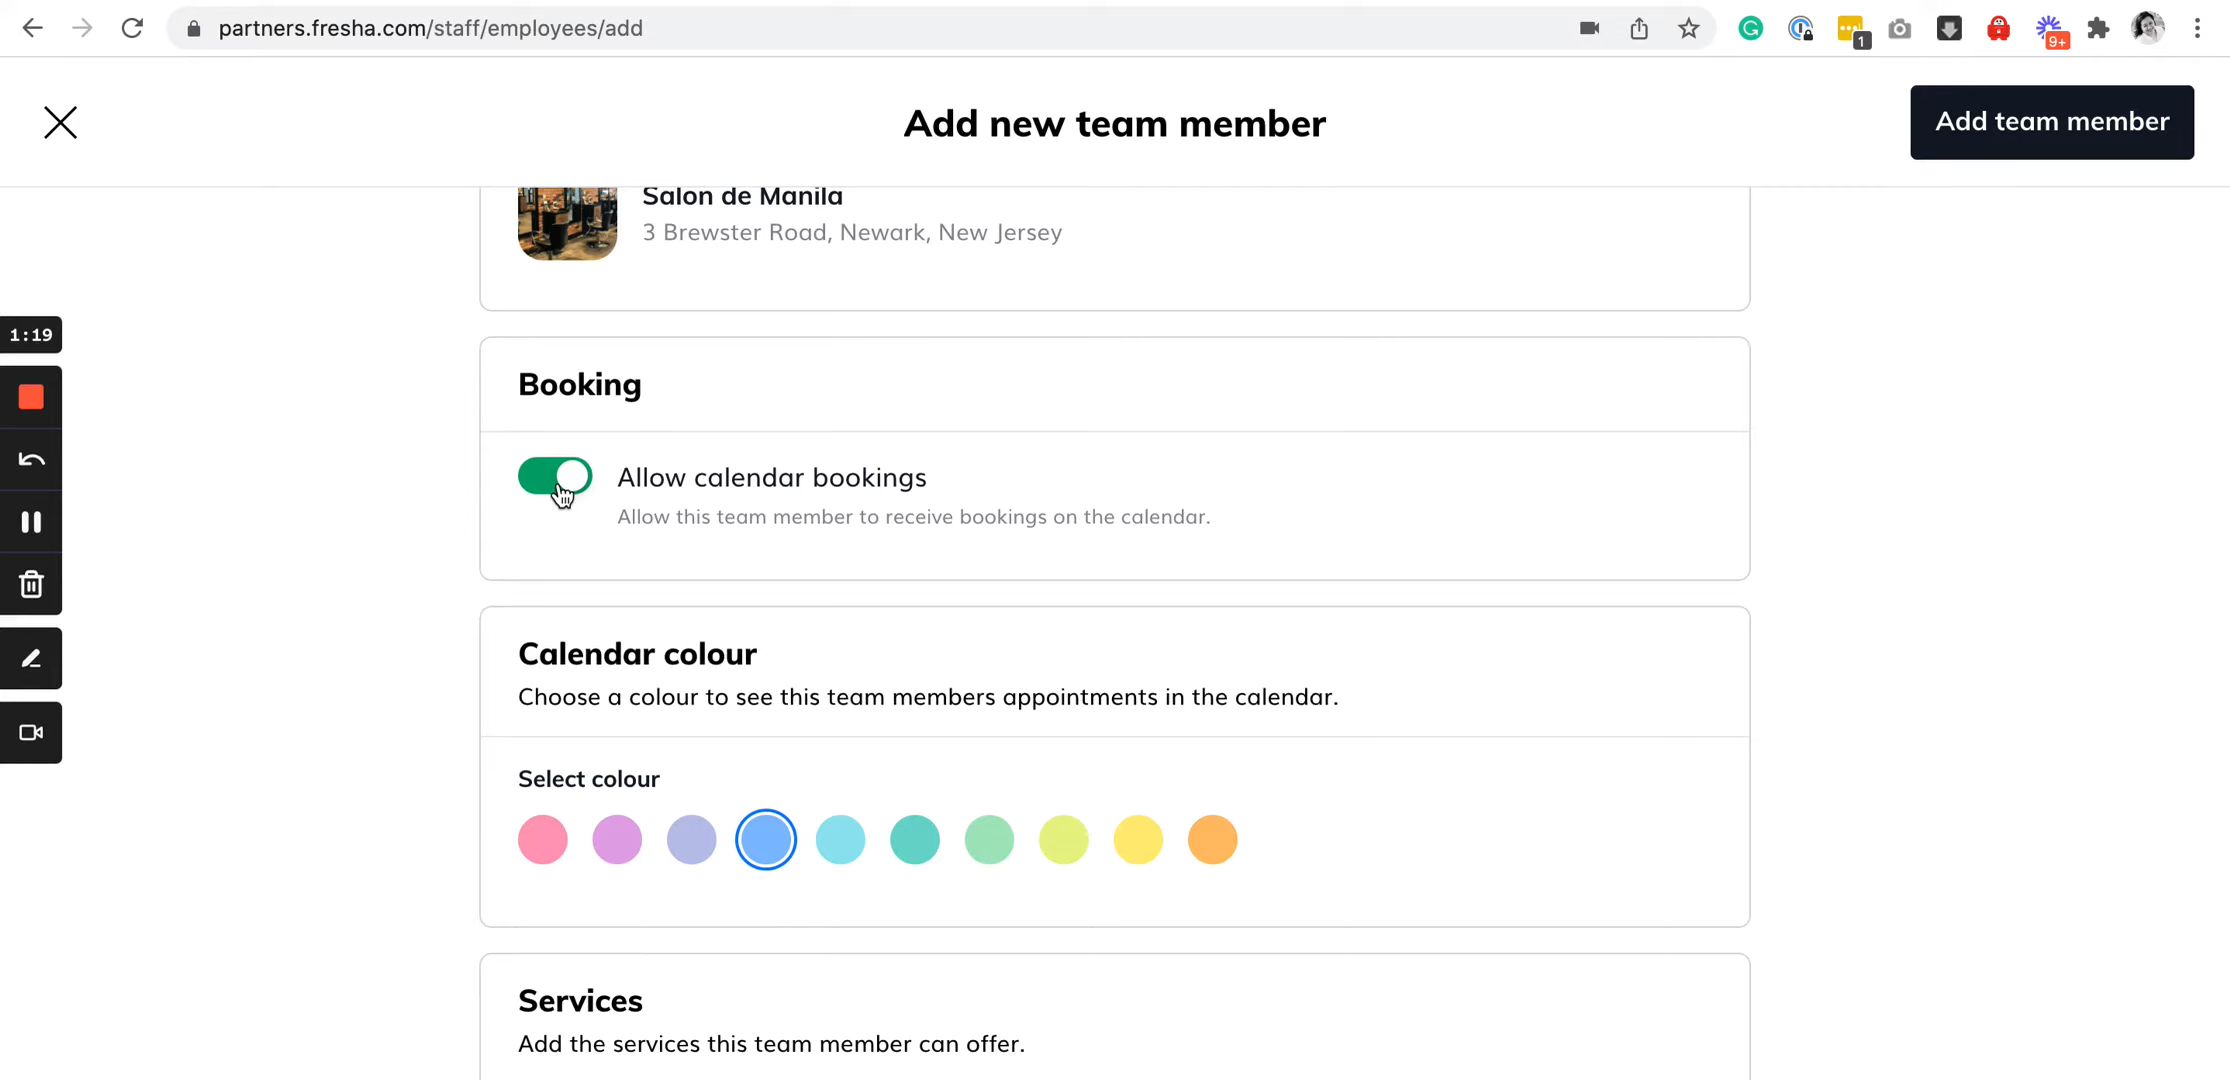 partners.fresha.com/staff/employees/add
1
9+
Add new team member
Add team member
Salon de Manila
3 Brewster Road, Newark, New Jersey
1:19
Booking
Allow calendar bookings
Allow this team member to receive bookings on the calendar.
Calendar colour
Choose a colour to see this team members appointments in the calendar.
Select colour
Services
Add the services this team member can offer.